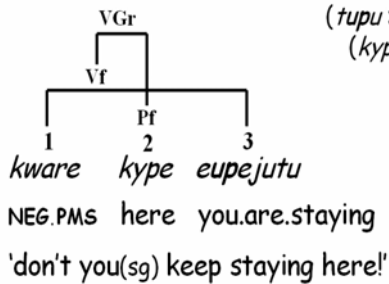 VGr
(tupu
Vf
(kyp
Pf
1 2 3
kware kype eupejutu
NEG.PMS here you.are.staying
'don't you(sg) keep staying here!'